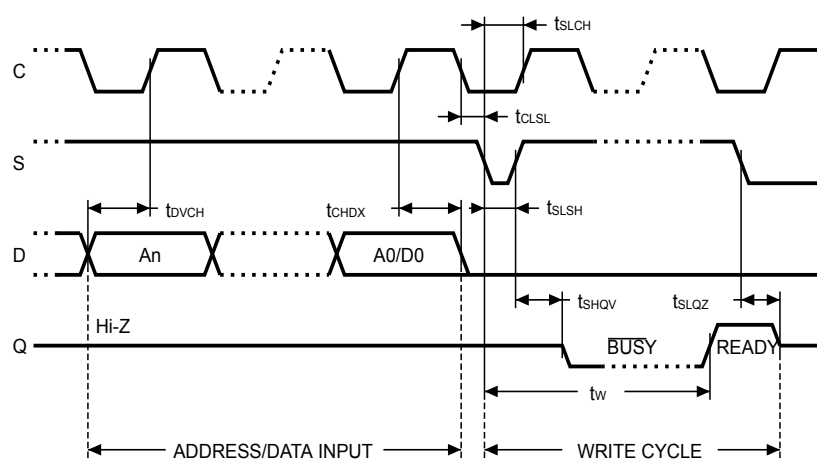 tSLCH
C
tCLSL
S
tDVCH
tCHDX
tSLSH
D
An
A0/D0
tSHQV
tSLQZ
Hi-Z
Q
BUSY
READY
tW
ADDRESS/DATA INPUT
WRITE CYCLE